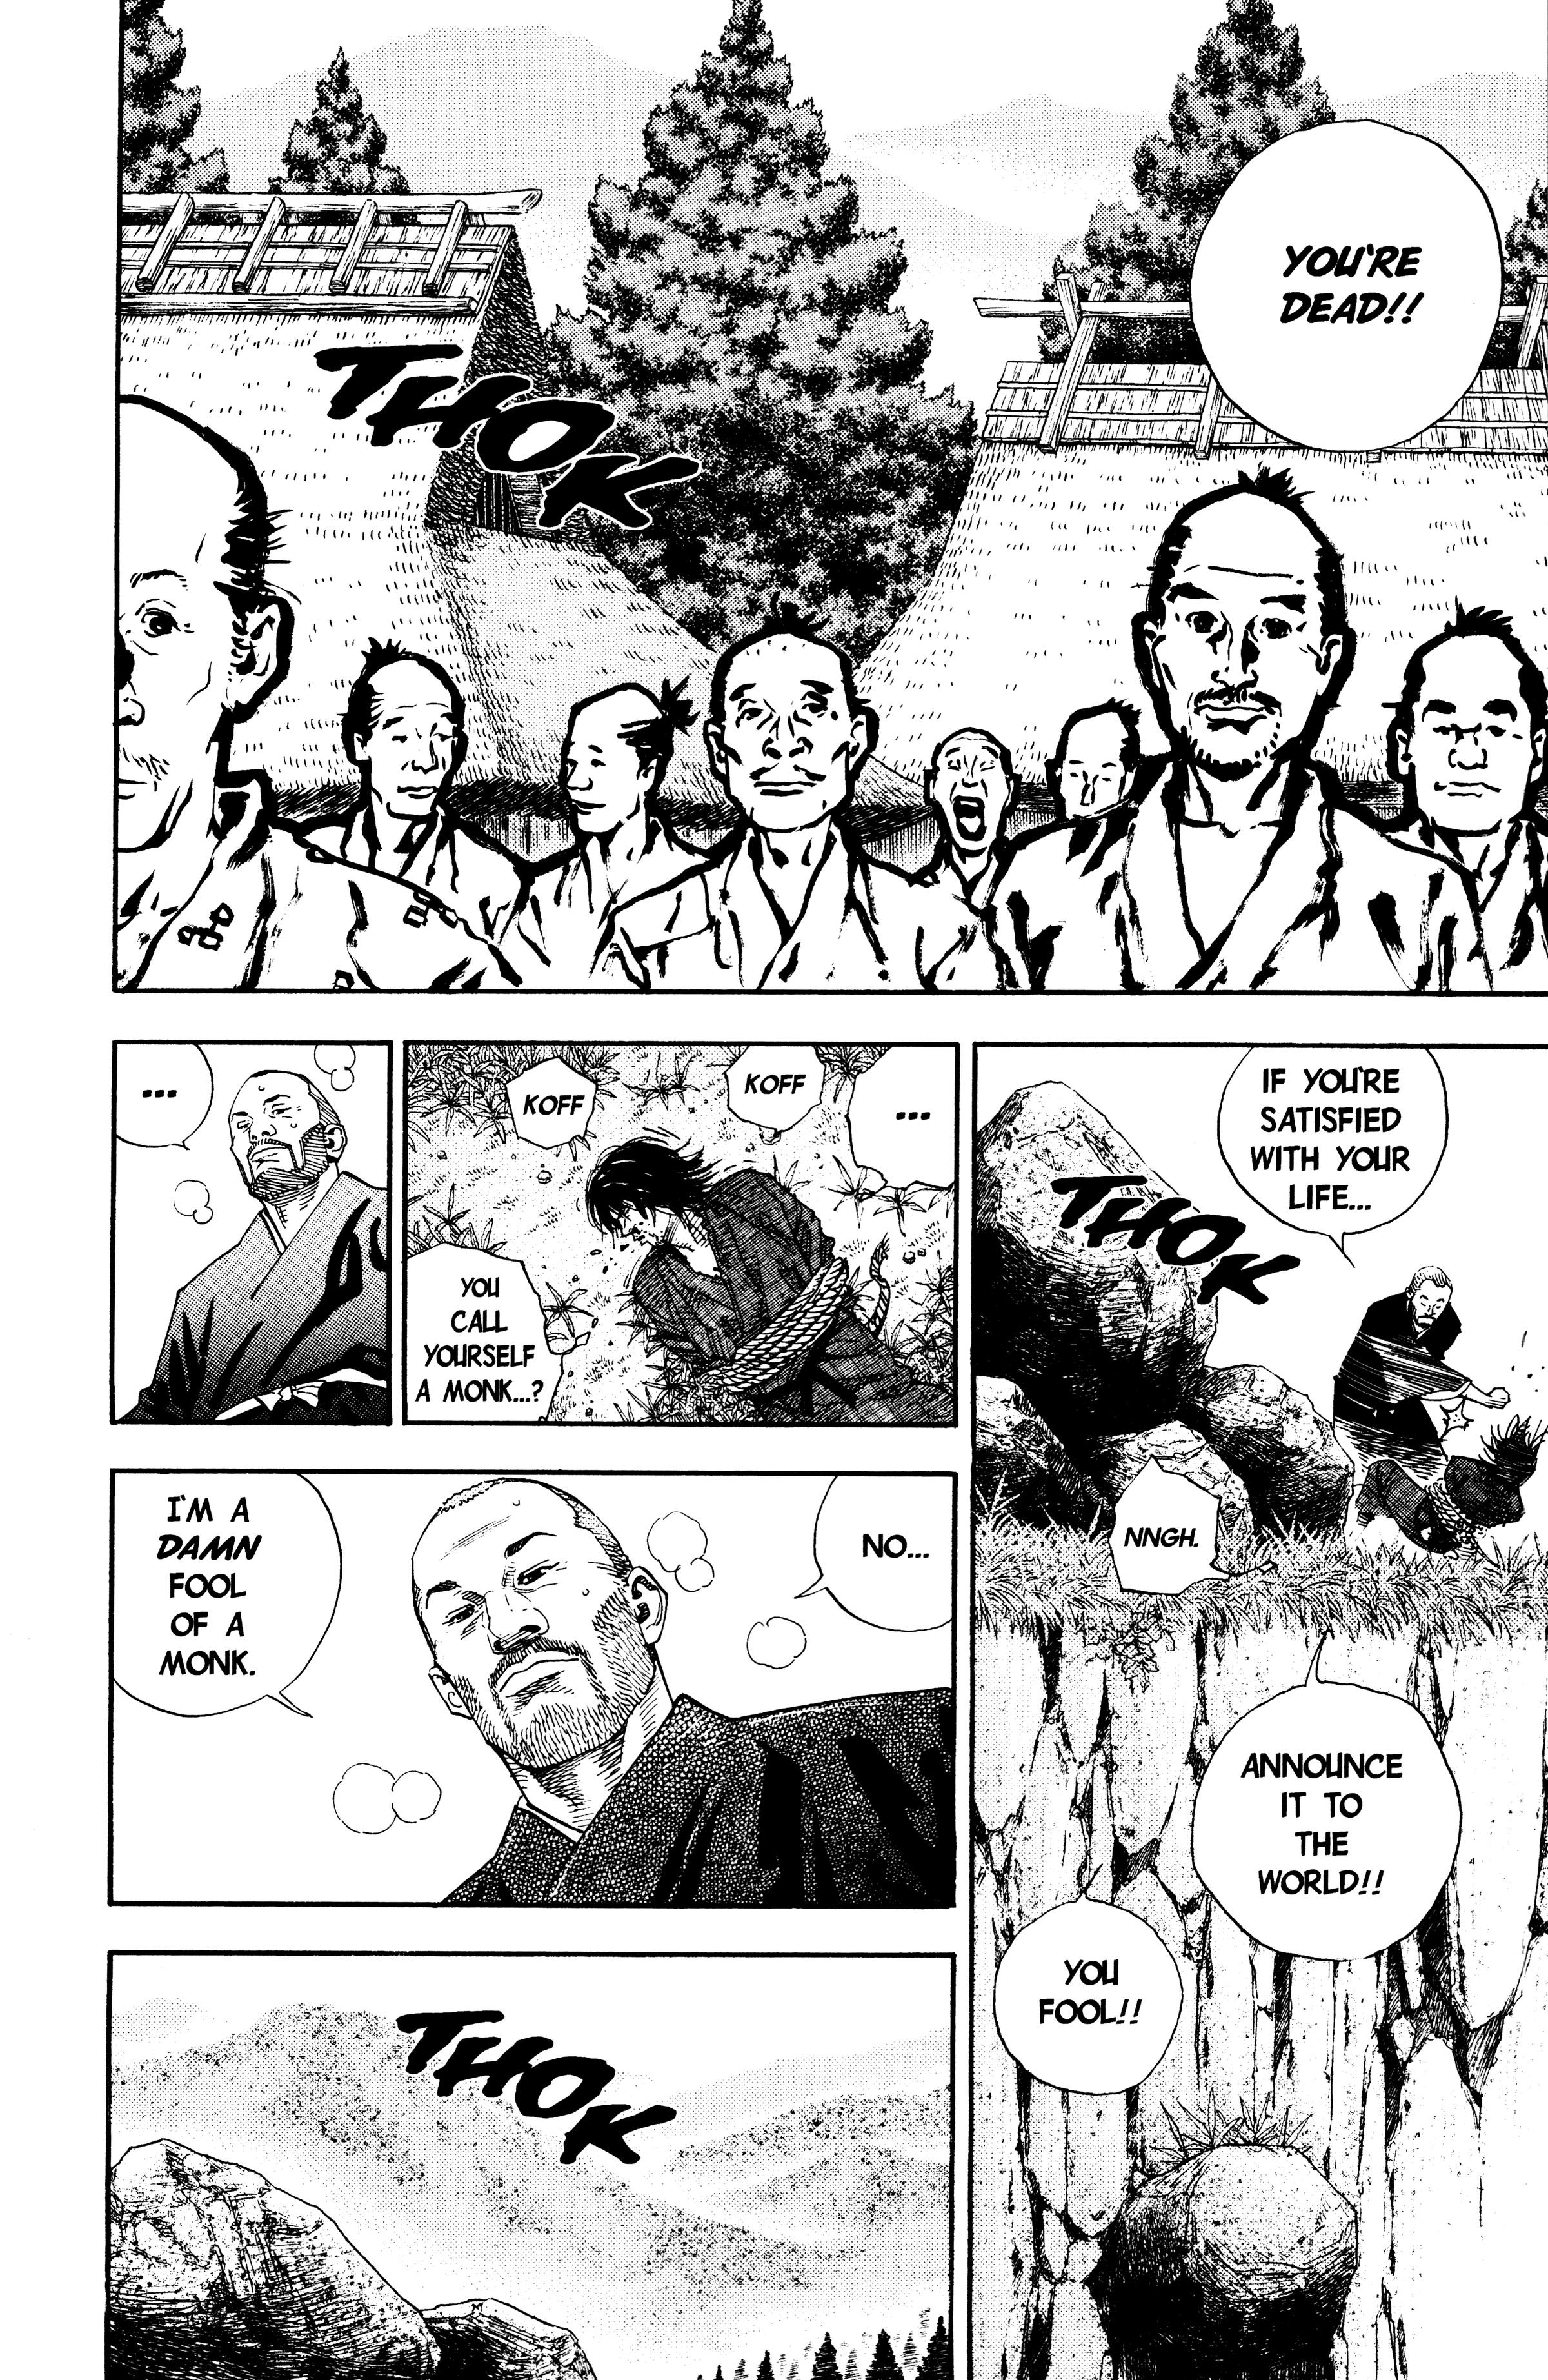 YOU'RE
DEAD!!
THOK
IF YOU'RE
SATISFIED
WITH YOUR
LIFE...
THOK
NNGH.
ANNOUNCE
IT TO
THE
WORLD!!
YOU
FOOL!!
...
KOFF
KOFF
YOU
CALL
YOURSELF
A MONK...?
...
NO...
I'M A
DAMN
FOOL
OF A
MONK.
THOK